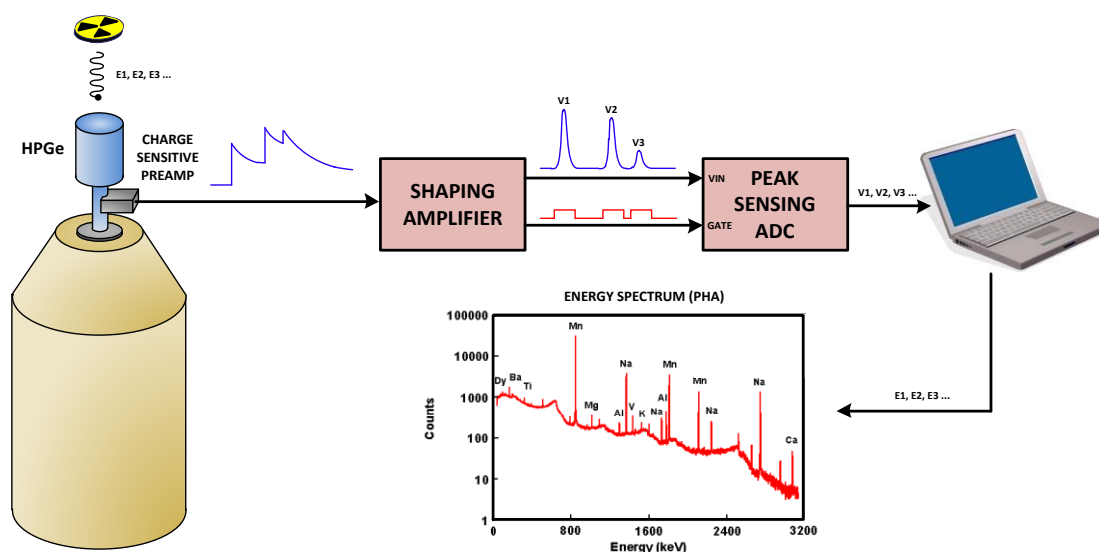 E1, E2, E3 ...
HPGe
CHARGE
SENSITIVE
PREAMP
SHAPING
AMPLIFIER
V1
V2
V3
VIN
GATE
PEAK
SENSING
ADC
V1, V2, V3 ...
E1, E2, E3 ...
ENERGY SPECTRUM (PHA)
Counts
100000
10000
1000
100
10
1
Dy
Ba
Ti
Mn
Mg
Al
Na
V
K
Na
Al
Mn
Mn
Na
Na
Ca
0
800
1600
2400
3200
Energy (keV)